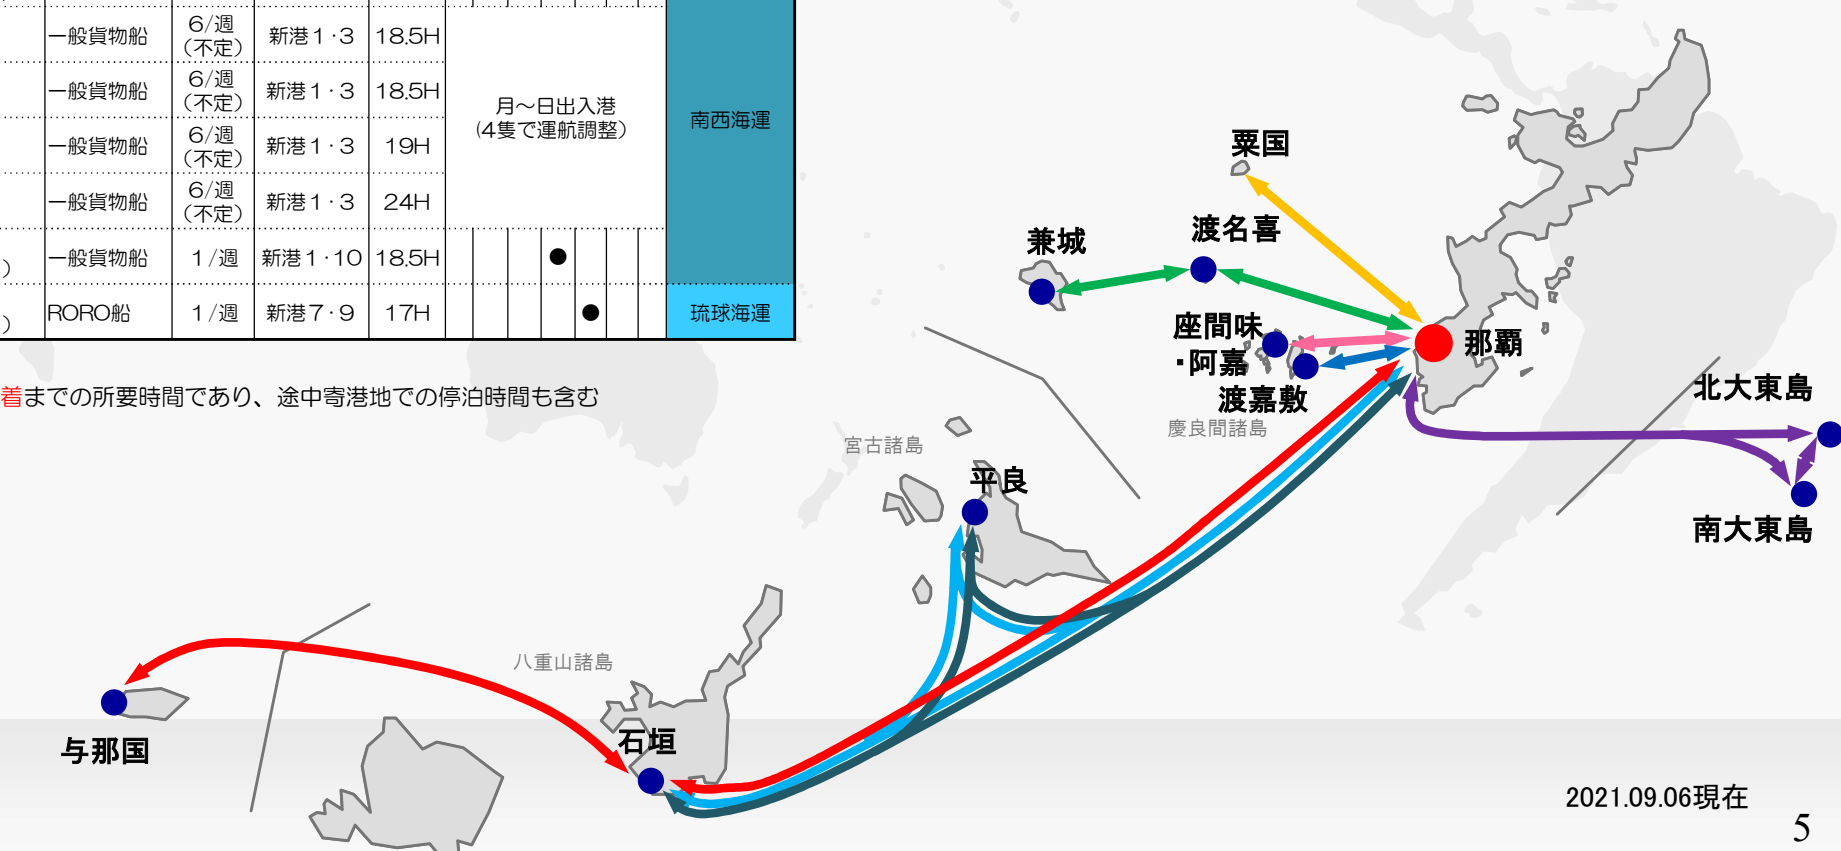 一般貨物船 6/週(不定) 新港1・3 18.5H
一般貨物船 6/週(不定) 新港1・3 18.5H
一般貨物船 6/週(不定) 新港1・3 19H
一般貨物船 6/週(不定) 新港1・3 24H
月～日出入港
(4隻で運航調整)
南西海運
) 一般貨物船 1/週 新港1・10 18.5H ●
) RORO船 1/週 新港7・9 17H ● 琉球海運
着までの所要時間であり、途中寄港地での停泊時間も含む
粟国
渡名喜
兼城
座間味
・阿嘉
渡嘉敷
那覇
慶良間諸島
北大東島
南大東島
宮古諸島
平良
八重山諸島
石垣
与那国
2021.09.06現在
5